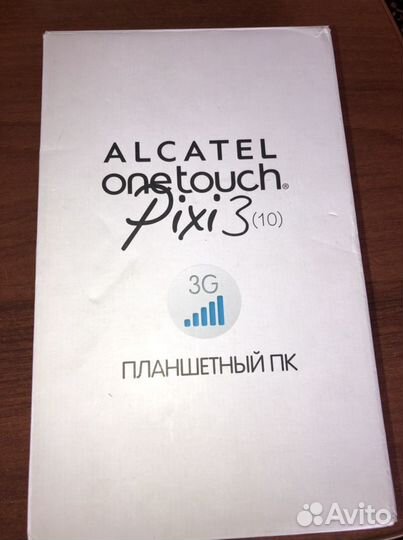 ALCATEL
onetouch®
Pixi 3 (10)
3G
ПЛАНШЕТНЫЙ ПК
Avito